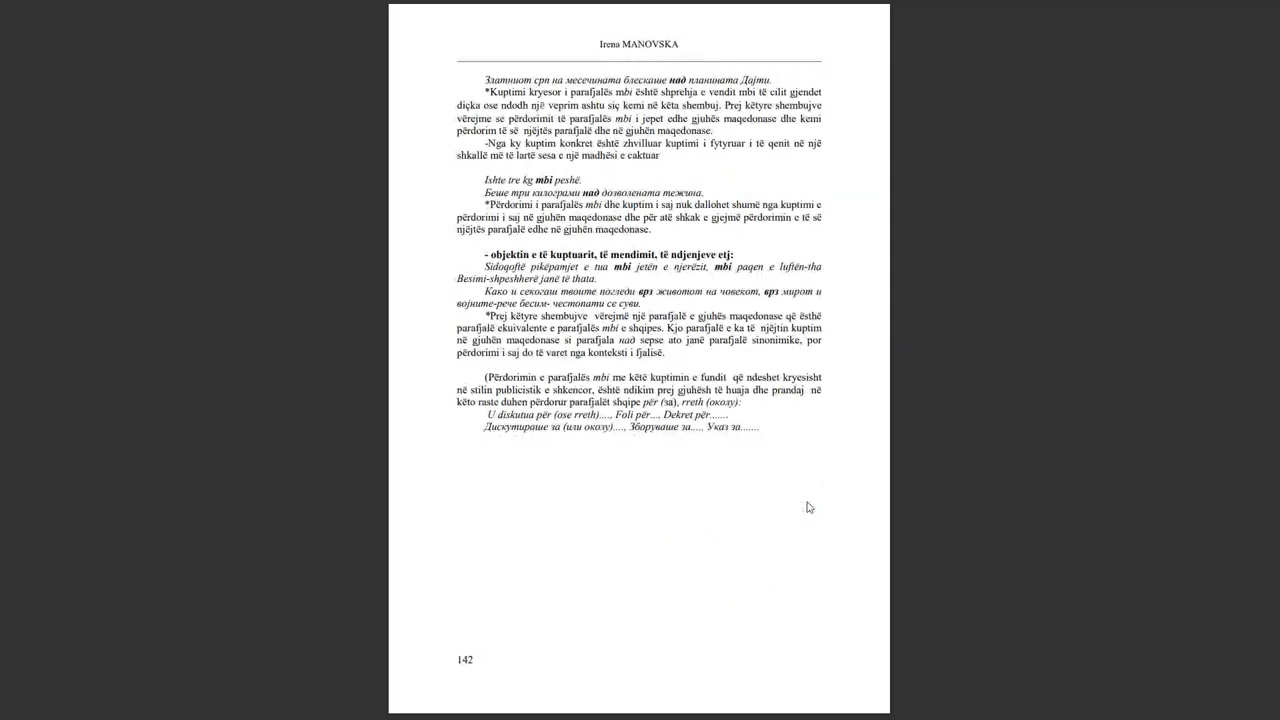 Irena MANOVSKA
Златниот срп на месечината блескаше над планината Дајти.
*Kuptimi kryesor i parafjalës mbi është shprehja e vendit mbi të cilit gjendet
diçka ose ndodh një veprim ashtu siç kemi në këta shembuj. Prej këtyre shembujve
vërejme se përdorimit të parafjalës mbi i jepet edhe gjuhës maqedonase dhe kemi
përdorim të së njëjtës parafjalë dhe në gjuhën maqedonase.
-Nga ky kuptim konkret është zhvilluar kuptimi i fytyruar i të qenit në një
shkallë më të lartë sesa e një madhësi e caktuar
Ishte tre kg mbi peshë.
Беше три килограми над дозволената тежина.
*Përdorimi i parafjalës mbi dhe kuptim i saj nuk dallohet shumë nga kuptimi e
përdorimi i saj në gjuhën maqedonase dhe për atë shkak e gjejmë përdorimin e të së
njëjtës parafjalë edhe në gjuhën maqedonase.
- objektin e të kuptuarit, të mendimit, të ndjenjeve etj:
Sidoqoftë pikëpamjet e tua mbi jetën e njerëzit, mbi paqen e luftën-tha
Besimi-shpeshherë janë të thata.
Како и секогаш твоите погледи врз животот на човекот, врз мирот и
војните-рече бесим- честопати се суви.
*Prej këtyre shembujve vërejmë një parafjalë e gjuhës maqedonase që ësthë
parafjalë ekuivalente e parafjalës mbi e shqipes. Kjo parafjalë e ka të njëjtin kuptim
në gjuhën maqedonase si parafjala над sepse ato janë parafjalë sinonimike, por
përdorimi i saj do të varet nga konteksti i fjalisë.
(Përdorimin e parafjalës mbi me këtë kuptimin e fundit që ndeshet kryesisht
në stilin publicistik e shkencor, është ndikim prej gjuhësh të huaja dhe prandaj në
këto raste duhen përdorur parafjalët shqipe për (за), rreth (околу):
U diskutua për (ose rreth)...., Foli për..., Dekret për.......
Дискутираше за (или околу)...., Зборуваше за.... Указ за.......
142